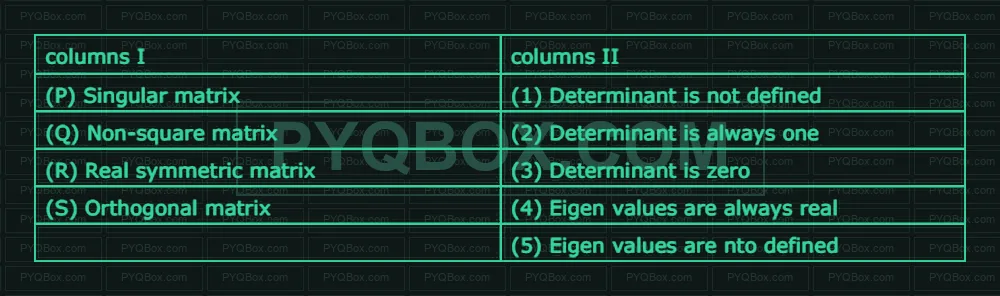 columns I
columns II
(P) Singular matrix
(1) Determinant is not defined
(Q) Non-square matrix
(2) Determinant is always one
(R) Real symmetric matrix
(3) Determinant is zero
(S) Orthogonal matrix
(4) Eigen values are always real
(5) Eigen values are nto defined
PYQBOX.COM